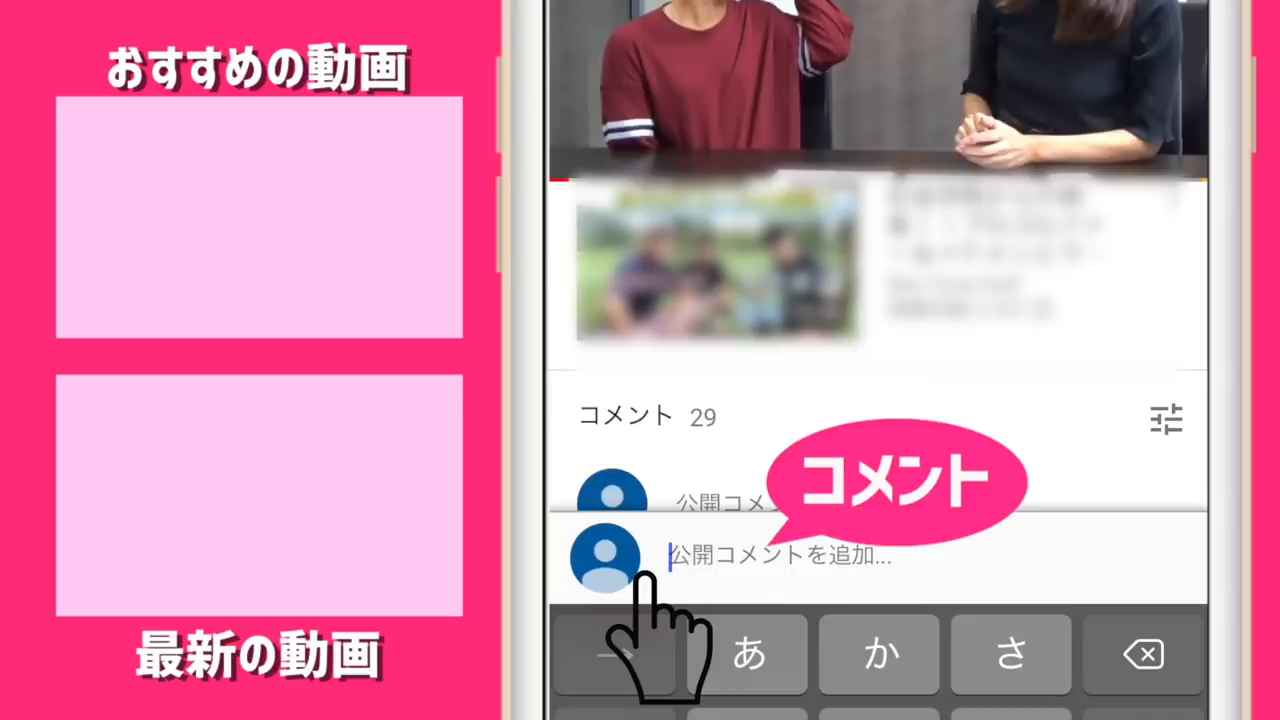 おすすめの動画
最新の動画
コメント 29
コメント
公開コメ
公開コメントを追加...
→ あ か さ